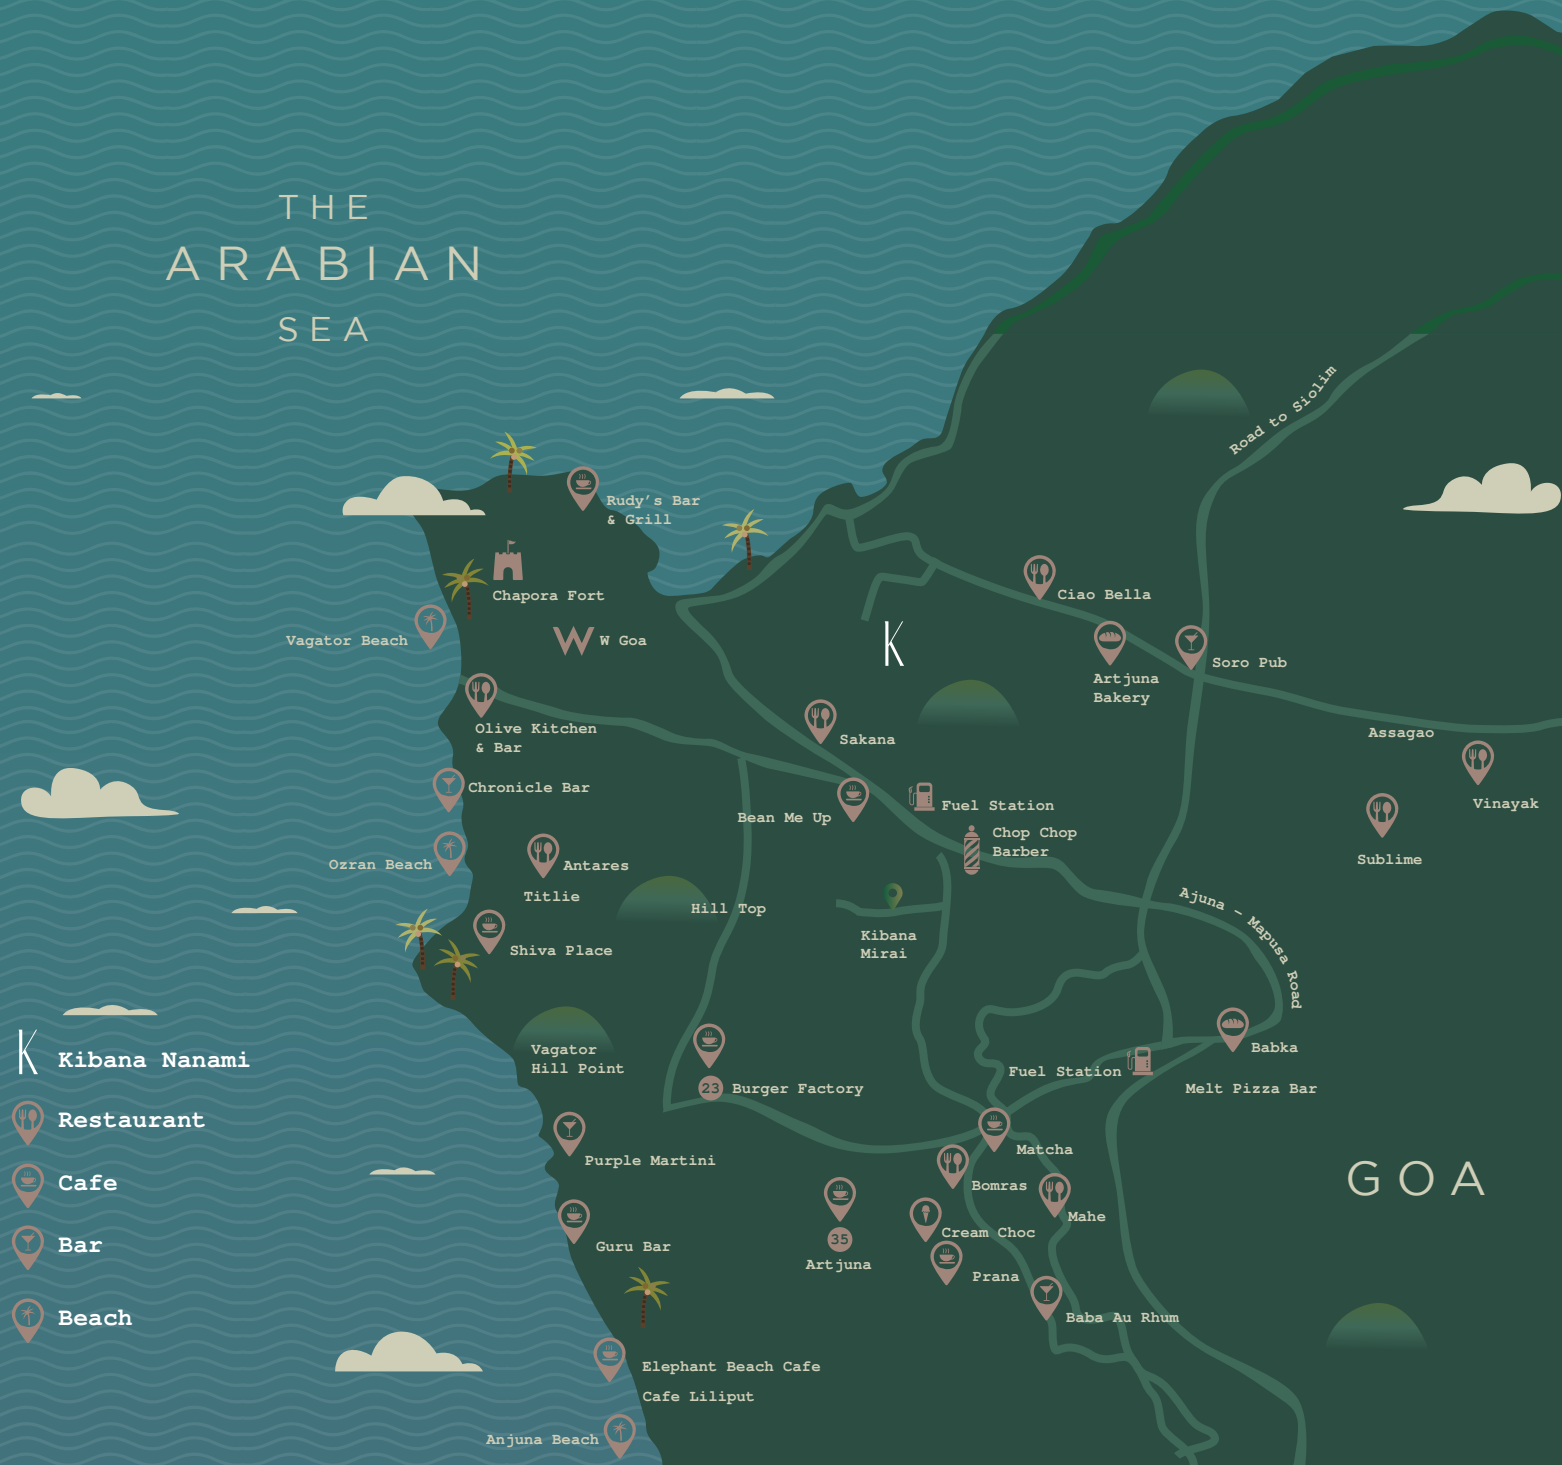 THE
ARABIAN
SEA
Road to Siolim
Rudy’s Bar
& Grill
Chapora Fort
Vagator Beach
W Goa
Ciao Bella
K
Soro Pub
Artjuna
Bakery
Olive Kitchen
& Bar
Sakana
Assagao
Chronicle Bar
Vinayak
Bean Me Up
Fuel Station
Chop Chop
Barber
Sublime
Ozran Beach
Antares
Titlie
Hill Top
Ajuna – Mapusa Road
Shiva Place
Kibana
Mirai
Vagator
Hill Point
Babka
Fuel Station
23 Burger Factory
Melt Pizza Bar
Purple Martini
Matcha
Bomras
Mahe
GOA
Guru Bar
35
Artjuna
Cream Choc
Prana
Baba Au Rhum
Elephant Beach Cafe
Cafe Liliput
Anjuna Beach
K Kibana Nanami
Restaurant
Cafe
Bar
Beach